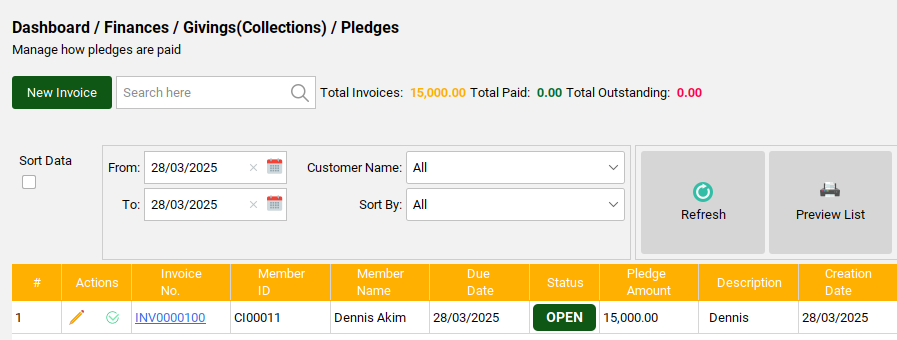 Dashboard / Finances / Givings(Collections) / Pledges
Manage how pledges are paid
New Invoice Search here Total Invoices: 15,000.00 Total Paid: 0.00 Total Outstanding: 0.00
Sort Data
From: 28/03/2025 Customer Name: All
To: 28/03/2025 Sort By: All
Refresh Preview List
# Actions Invoice No. Member ID Member Name Due Date Status Pledge Amount Description Creation Date
1 INV0000100 CI00011 Dennis Akim 28/03/2025 OPEN 15,000.00 Dennis 28/03/2025